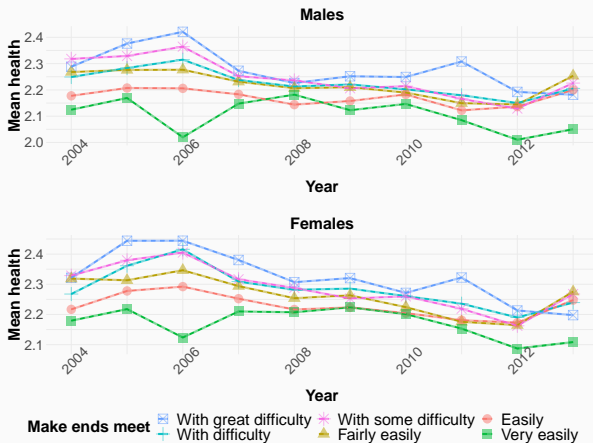 Males
Mean health
2.4
2.3
2.2
2.1
2.0
2004 2006 2008 2010 2012
Year
Females
Mean health
2.4
2.3
2.2
2.1
2004 2006 2008 2010 2012
Year
Make ends meet
With great difficulty With some difficulty Easily
With difficulty Fairly easily Very easily